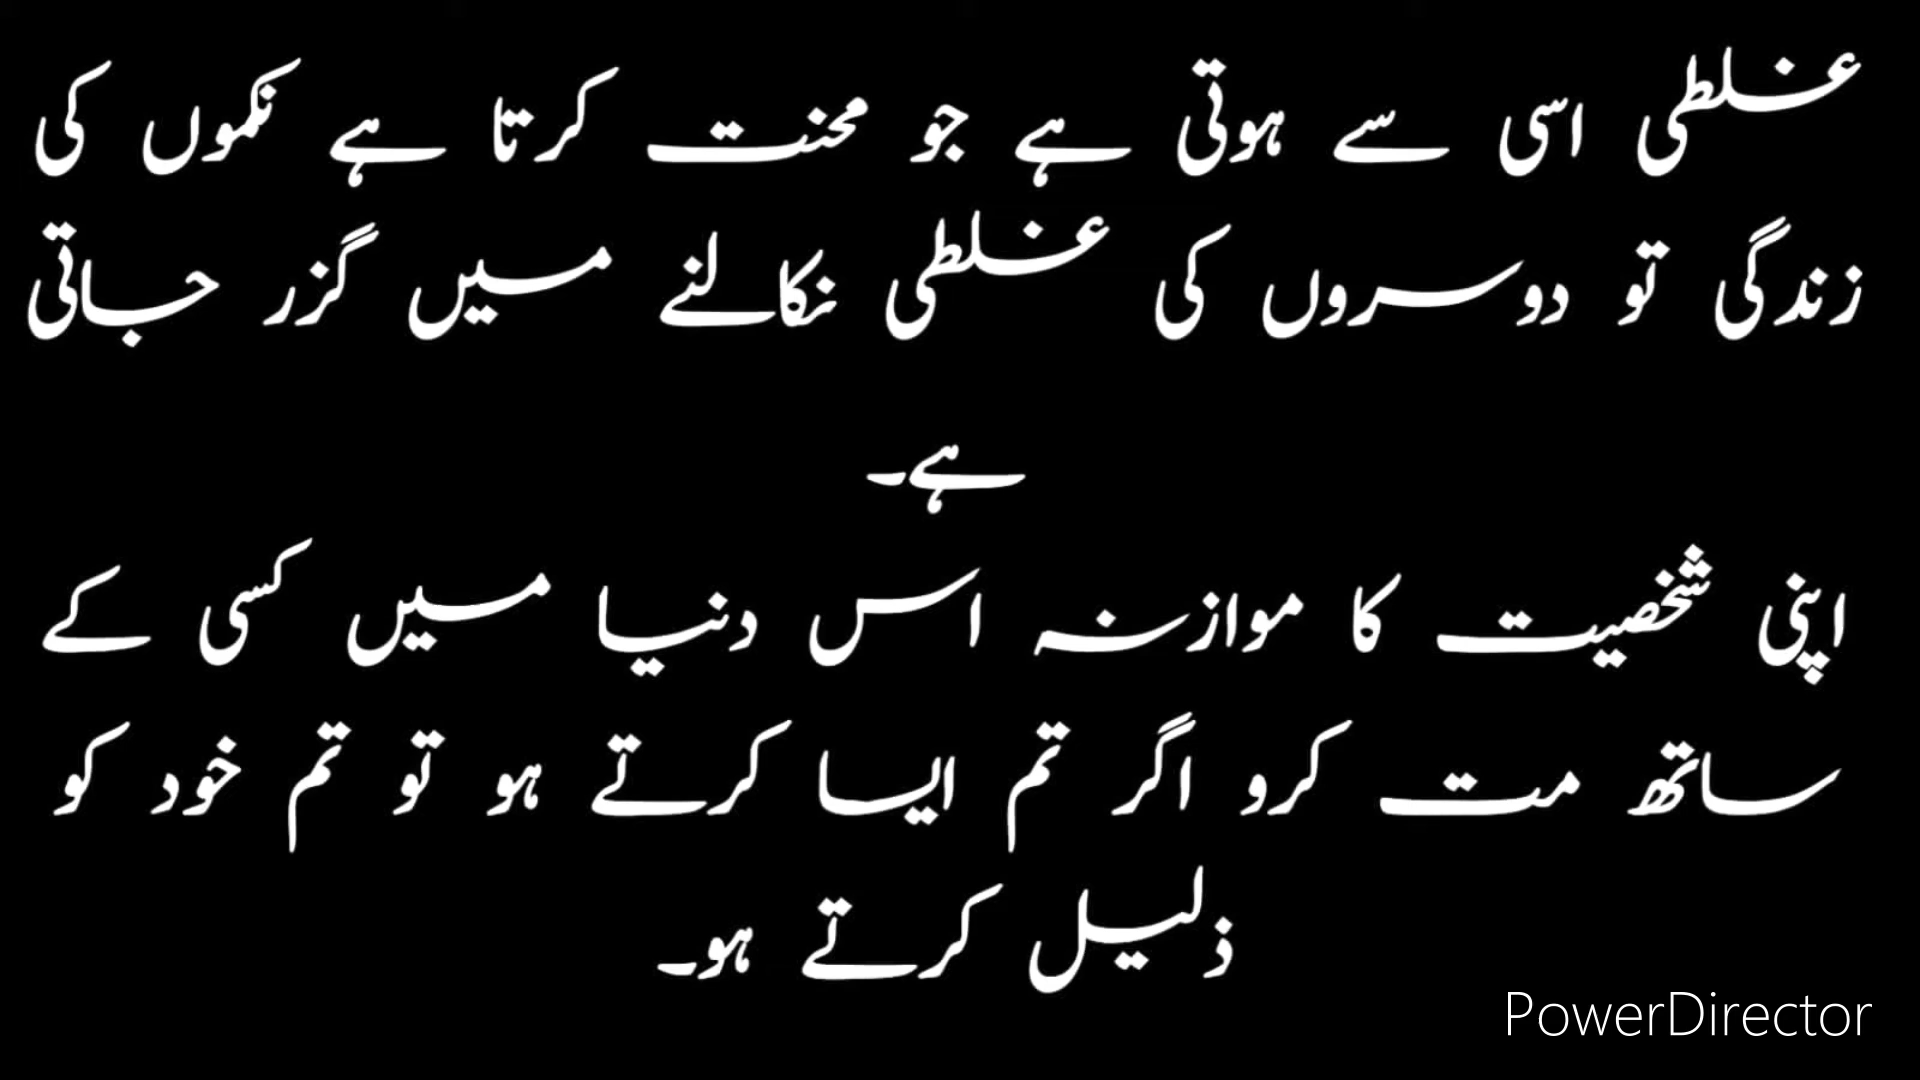 غلطی اسی سے ہوتی ہے جو محنت کرتا ہے نکموں کی
زندگی تو دوسروں کی غلطی نکالنے میں گزر جاتی
ہے۔
اپنی شخصیت کا موازنہ اس دنیا میں کسی کے
ساتھ مت کرو اگر تم ایسا کرتے ہو تو تم خود کو
ذلیل کرتے ہو۔
PowerDirector